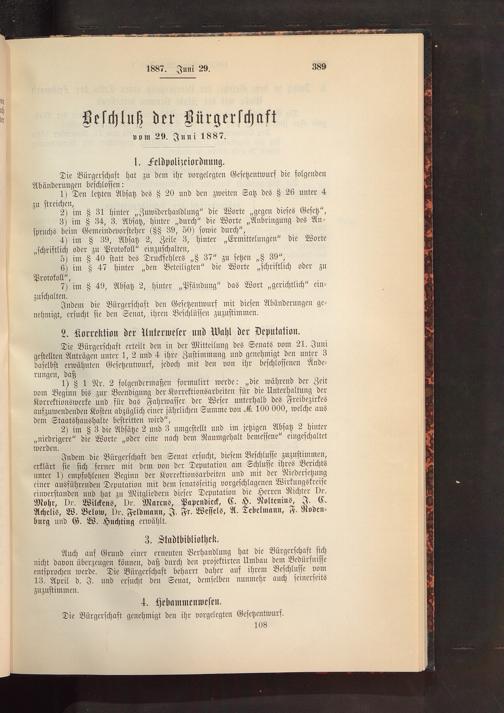 1887. Juni 29.
389
Beschluß der Bürgerschaft
vom 29. Juni 1887.
1. Feldpolizeiordnung.
Die Bürgerschaft hat zu dem ihr vorgelegten Gesetzentwurf die folgenden
Abänderungen beschlossen:
1) Den letzten Absatz des § 20 und den zweiten Satz des § 26 unter 4
zu streichen,
2) im § 31 hinter „Zuwiderhandlung“ die Worte „gegen dieses Gesetz“,
3) im § 34, 3. Absatz, hinter „durch“ die Worte „Anbringung des An-
spruchs beim Gemeindevorsteher (§§ 39, 50) sowie durch“,
4) im § 39, Absatz 2, Zeile 3, hinter „Ermittelungen“ die Worte
„schriftlich oder zu Protokoll“ einzuschalten,
5) im § 40 statt des Druckfehlers „§ 37“ zu setzen „§ 39“,
6) im § 47 hinter „den Beteiligten“ die Worte „schriftlich oder zu
Protokoll“,
7) im § 49, Absatz 2, hinter „Pfändung“ das Wort „gerichtlich“ ein-
zuschalten.
Indem die Bürgerschaft den Gesetzentwurf mit diesen Abänderungen ge-
nehmigt, ersucht sie den Senat, ihren Beschlüssen zuzustimmen.
2. Korrektion der Unterweser und Wahl der Deputation.
Die Bürgerschaft erteilt den in der Mitteilung des Senats vom 21. Juni
gestellten Anträgen unter 1, 2 und 4 ihre Zustimmung und genehmigt den unter 3
daselbst erwähnten Gesetzentwurf, jedoch mit den von ihr beschlossenen Ände-
rungen, daß
1) § 1 Nr. 2 folgendermaßen formulirt werde: „die während der Zeit
vom Beginn bis zur Beendigung der Korrektionsarbeiten für die Unterhaltung der
Korrektionswerke und für das Fahrwasser der Weser unterhalb des Freibezirkes
aufzuwendenden Kosten abzüglich einer jährlichen Summe von M. 100 000, welche aus
dem Staatshaushalte bestritten wird“,
2) im § 3 die Absätze 2 und 3 umgestellt und im jetzigen Absatz 2 hinter
„niedrigere“ die Worte „oder eine nach dem Raumgehalt bemessene“ eingeschaltet
werden.
Indem die Bürgerschaft den Senat ersucht, diesem Beschlusse zuzustimmen,
erklärt sie sich ferner mit dem von der Deputation am Schlusse ihres Berichts
unter 1) empfohlenen Beginn der Korrektionsarbeiten und mit der Niedersetzung
einer ausführenden Deputation mit dem senatsseitig vorgeschlagenen Wirkungskreise
einverstanden und hat zu Mitgliedern dieser Deputation die Herren Richter Dr.
Mohr, Dr. Wilckens, Dr. Marcus, Papendieck, C. H. Noltenius, J. C.
Achelis, W. Below, Dr. Feldmann, J. Fr. Wessels, A. Tebelmann, F. Roden-
burg und G. W. Huchting erwählt.
3. Stadtbibliothek.
Auch auf Grund einer erneuten Verhandlung hat die Bürgerschaft sich
nicht davon überzeugen können, daß durch den projektirten Umbau dem Bedürfnisse
entsprochen werde. Die Bürgerschaft beharrt daher auf ihrem Beschlusse vom
13. April d. J. und ersucht den Senat, demselben nunmehr auch seinerseits
zuzustimmen.
4. Hebammenwesen.
Die Bürgerschaft genehmigt den ihr vorgelegten Gesetzentwurf.
108